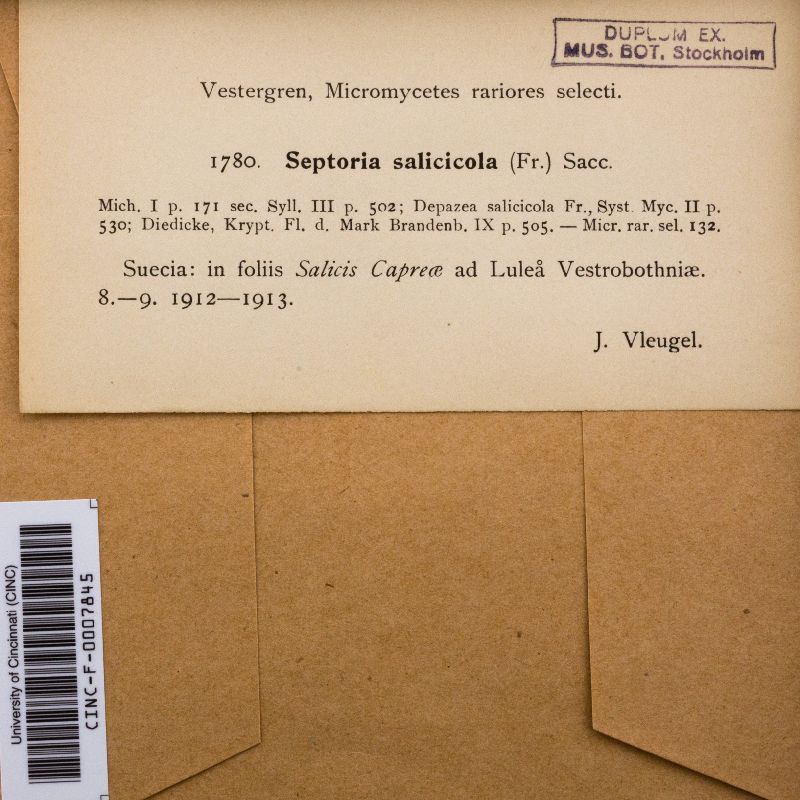 DUPLUM EX.
MUS. BOT. Stockholm
Vestergren, Micromycetes rariores selecti.
1780. Septoria salicicola (Fr.) Sacc.
Mich. I p. 171 sec. Syll. III p. 502; Depazea salicicola Fr., Syst. Myc. II p.
530; Diedicke, Krypt. Fl. d. Mark Brandenb. IX p. 505. — Micr. rar. sel. 132.
Suecia: in foliis Salicis Capreæ ad Luleå Vestrobothniæ.
8.—9. 1912—1913.
J. Vleugel.
University of Cincinnati (CINC)
CINC-F-0007845